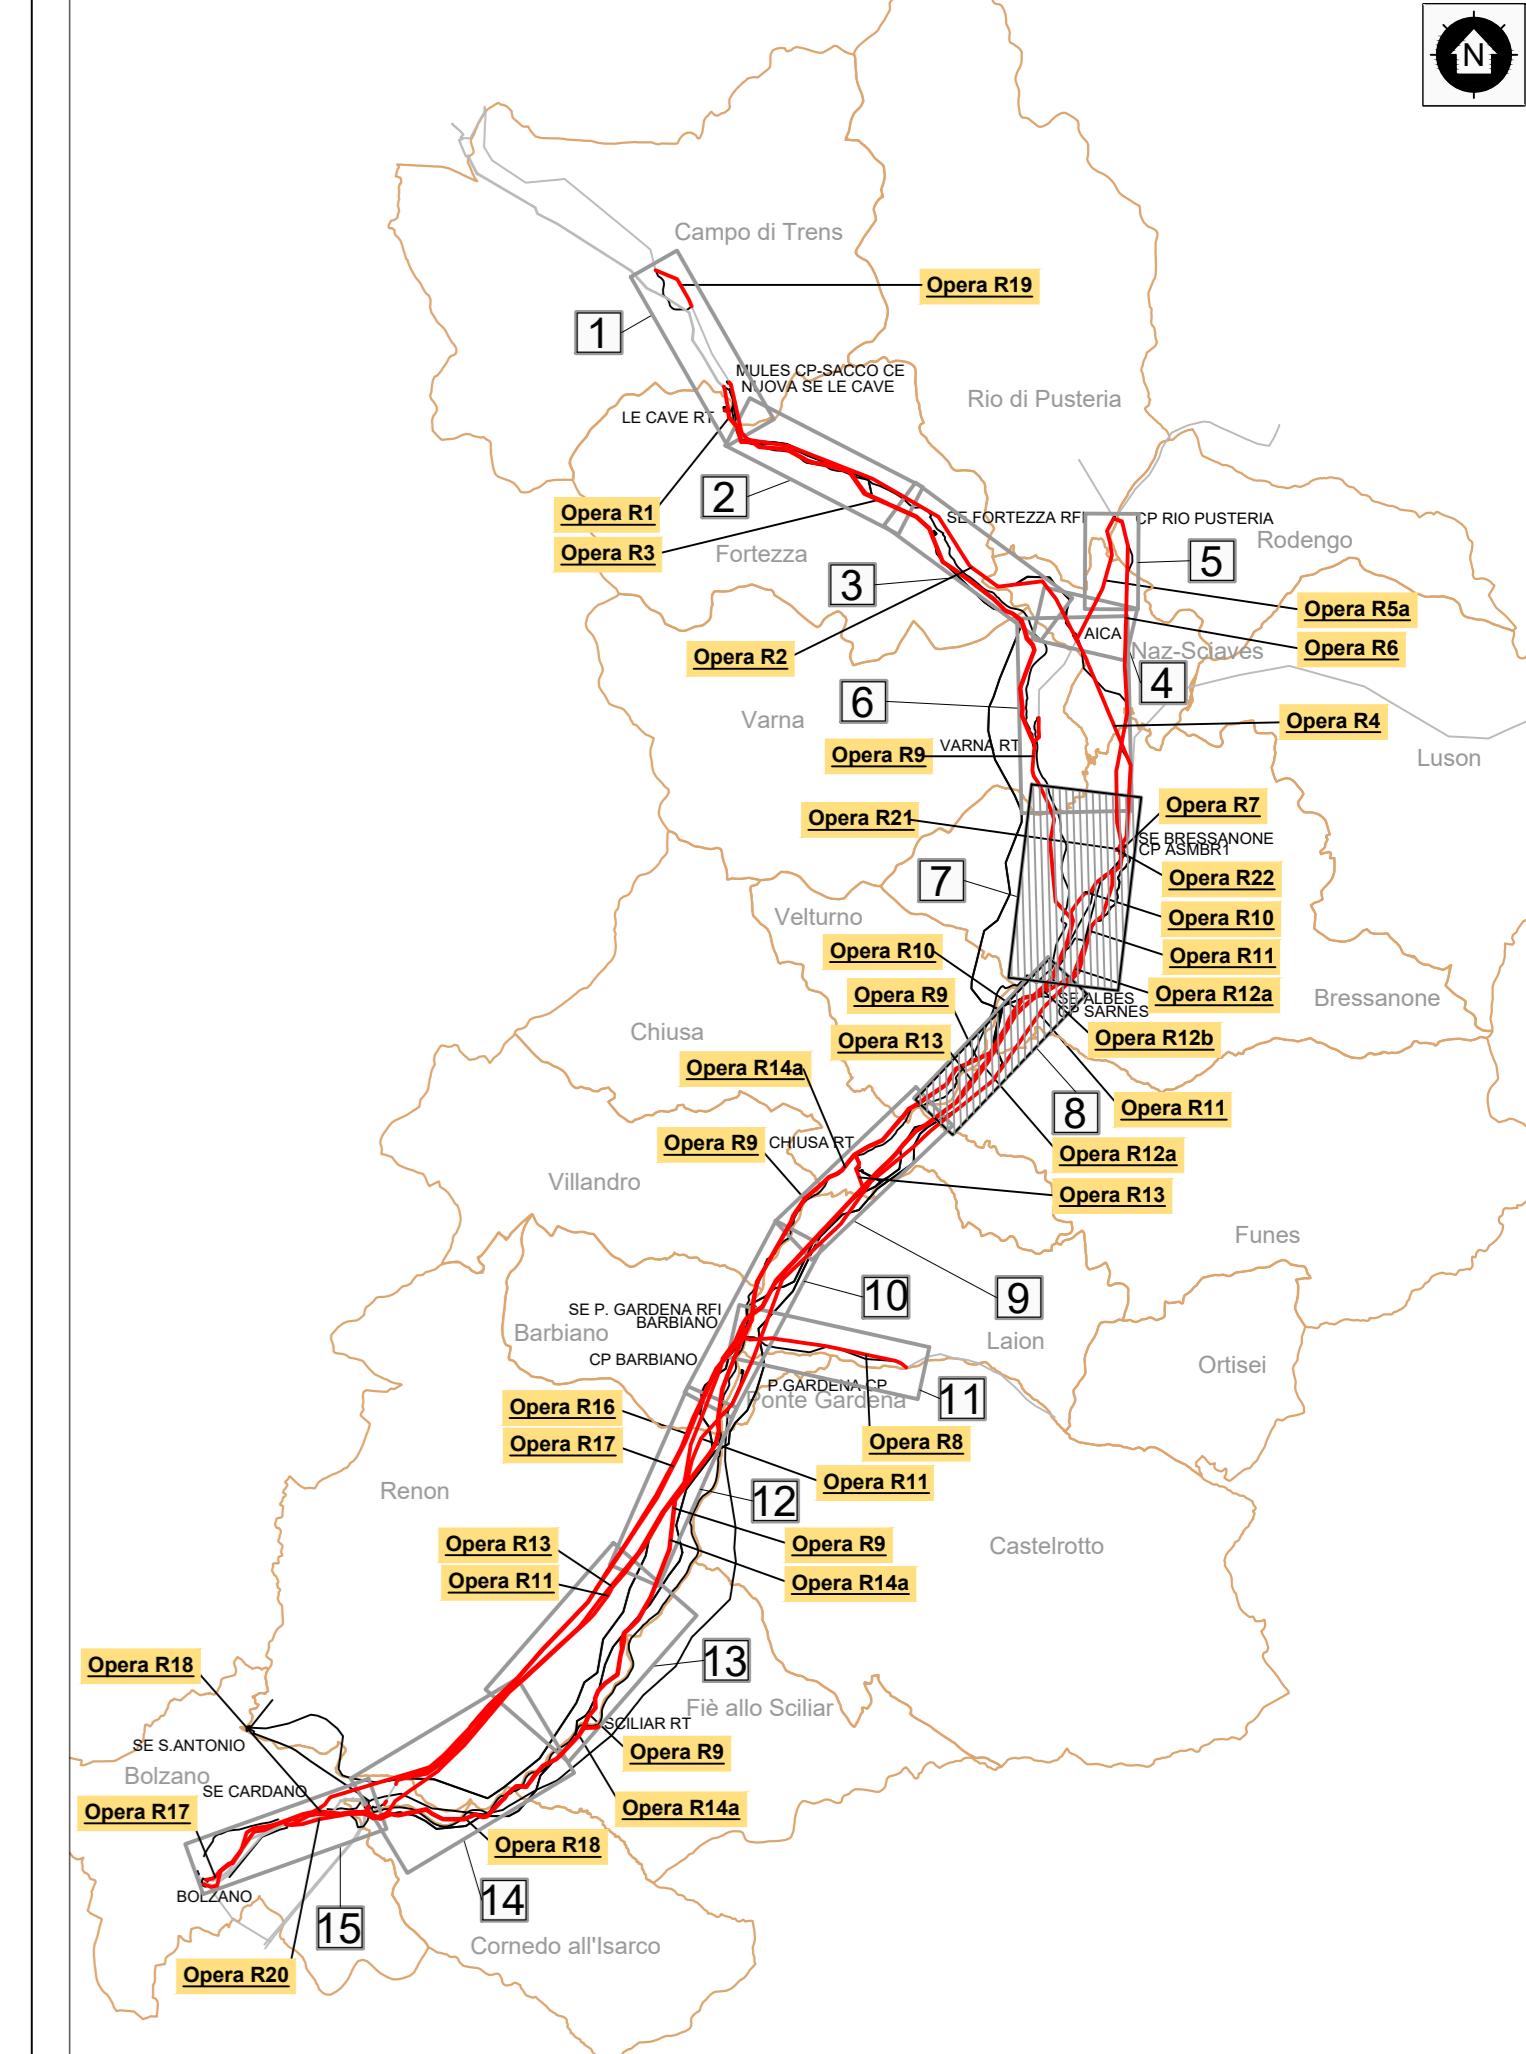 N
Campo di Trens
Opera R19
1
MULES CP-SACCO CE
NUOVA SE LE CAVE
Rio di Pusteria
LE CAVE RT
2
Opera R1
SE FORTEZZA RFI
CP RIO PUSTERIA
Opera R3
Fortezza
Rodengo
5
3
Opera R5a
AICA
Opera R6
Opera R2
Naz-Sciaves
4
6
Varna
Opera R4
VARNA RT
Opera R9
Luson
Opera R7
Opera R21
SE BRESSANONE
CP ASMBR1
7
Opera R22
Velturno
Opera R10
Opera R10
Opera R11
Opera R9
Opera R12a
SE ALBES
CP SARNES
Bressanone
Chiusa
Opera R13
Opera R12b
Opera R14a
8
Opera R11
Opera R9
CHIUSA RT
Opera R12a
Villandro
Opera R13
Funes
10
9
SE P. GARDENA RFI
BARBIANO
Barbiano
Laion
CP BARBIANO
Ortisei
P.GARDENA CP
Ponte Gardena
11
Opera R16
Opera R17
Opera R8
Opera R11
Renon
12
Opera R13
Opera R9
Castelrotto
Opera R11
Opera R14a
Opera R18
13
Fiè allo Sciliar
SCILIAR RT
SE S.ANTONIO
Opera R9
Bolzano
SE CARDANO
Opera R17
Opera R14a
Opera R18
BOLZANO
14
15
Cornedo all'Isarco
Opera R20